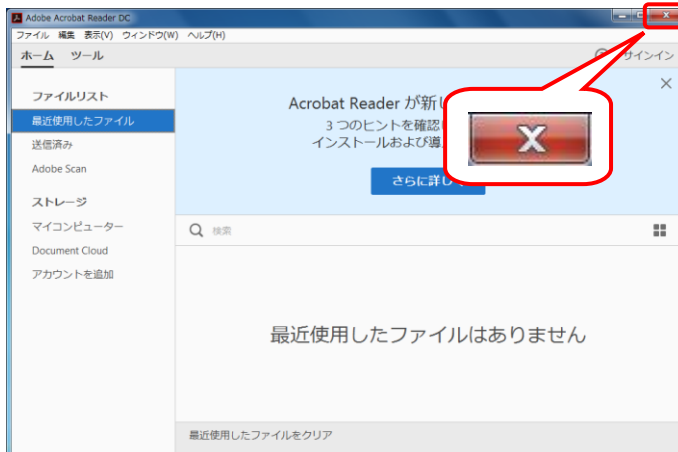 Adobe Acrobat Reader DC
ファイル 編集 表示(V) ウィンドウ(W) ヘルプ(H)
ホーム ツール
サインイン
ファイルリスト
最近使用したファイル
送信済み
Adobe Scan
ストレージ
マイコンピューター
Document Cloud
アカウントを追加
Acrobat Reader が新し
3 つのヒントを確認
インストールおよび導
さらに詳し
検索
最近使用したファイルはありません
最近使用したファイルをクリア